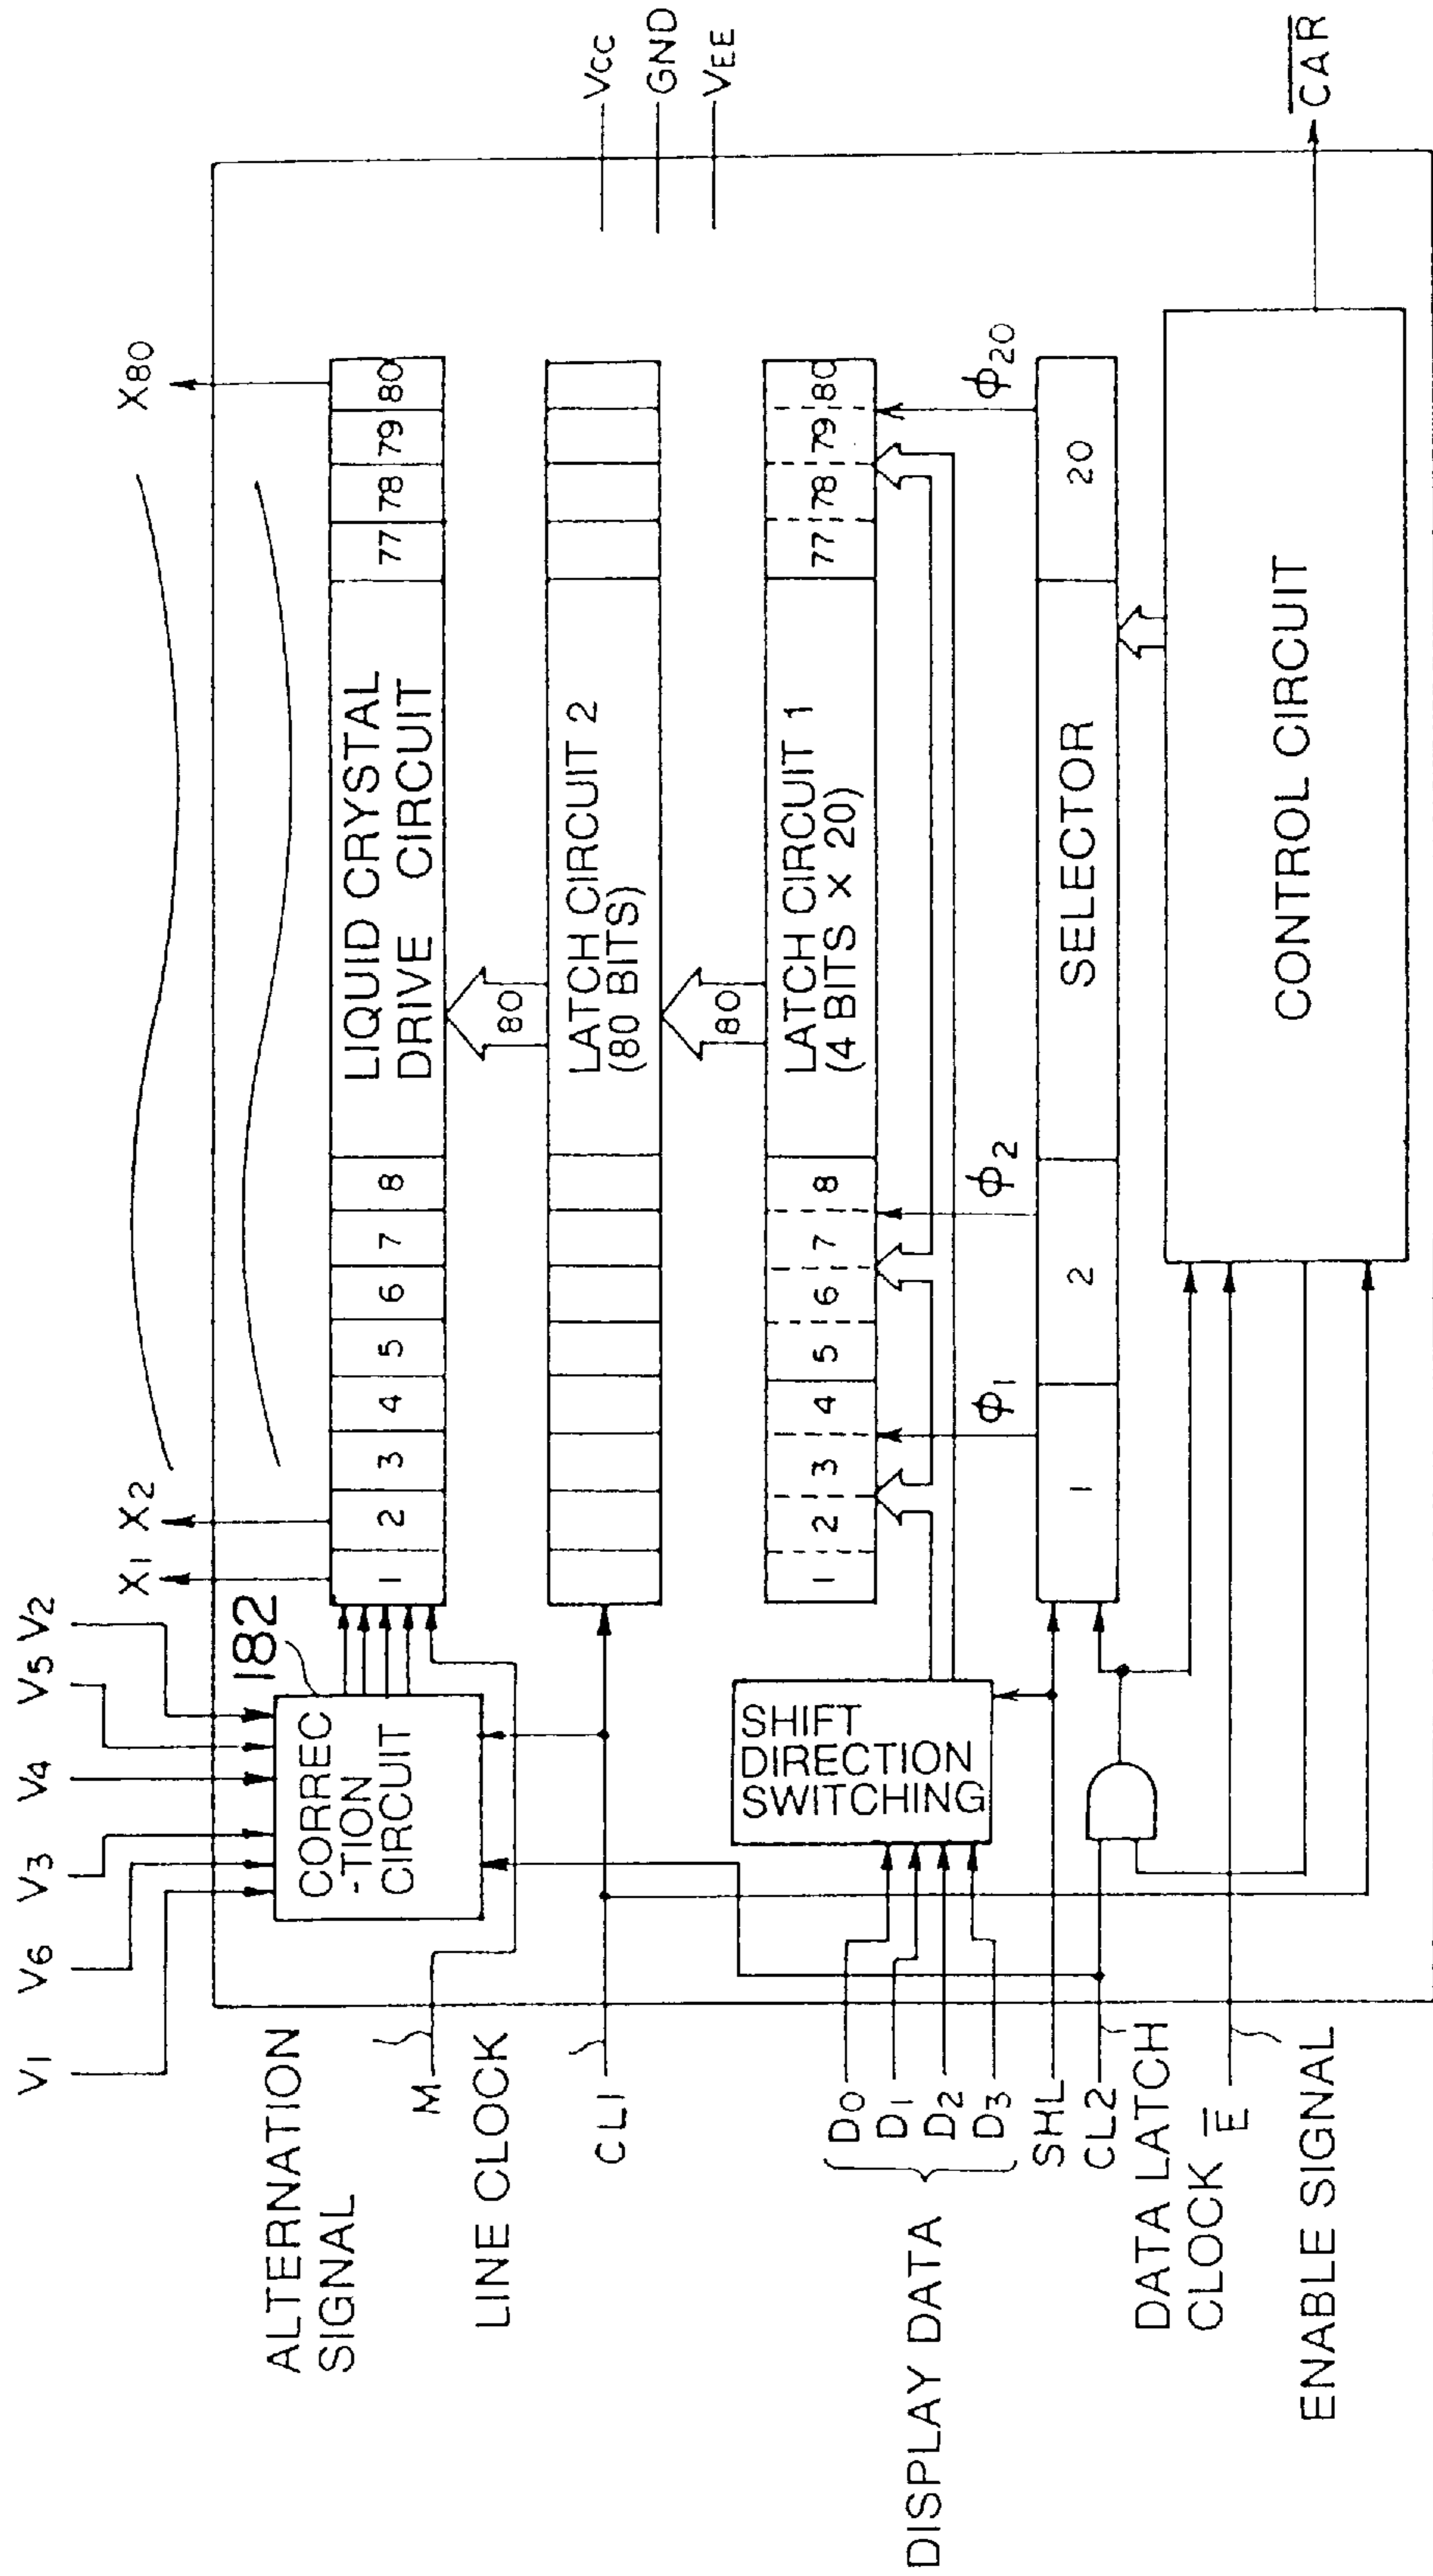 V1 V6 V3 V4 V5 V2
182
X1 X2
X80
ALTERNATION
SIGNAL
M
CORREC
-TION
CIRCUIT
1 2 3 4 5 6 7 8
LIQUID CRYSTAL
DRIVE CIRCUIT
77 78 79 80
80
LINE CLOCK
CL1
LATCH CIRCUIT 2
(80 BITS)
VCC
GND
VEE
80
DISPLAY DATA
D0
D1
D2
D3
SHIFT
DIRECTION
SWITCHING
1 2 3 4 5 6 7 8
LATCH CIRCUIT 1
(4 BITS × 20)
77 78 79 80
ϕ1
ϕ2
ϕ20
SHL
CL2
DATA LATCH
CLOCK
1
2
SELECTOR
20
E̅
ENABLE SIGNAL
CONTROL CIRCUIT
C̅A̅R̅